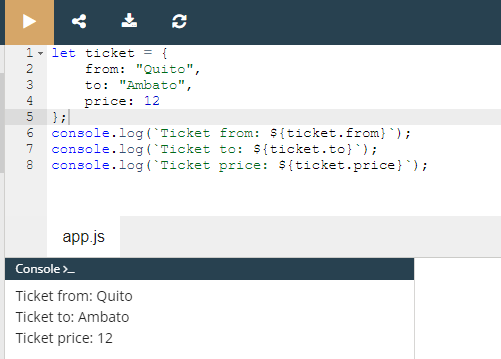 1 let ticket = {
2 from: "Quito",
3 to: "Ambato",
4 price: 12
5 };
6 console.log(`Ticket from: ${ticket.from}`);
7 console.log(`Ticket to: ${ticket.to}`);
8 console.log(`Ticket price: ${ticket.price}`);
app.js
Console >_
Ticket from: Quito
Ticket to: Ambato
Ticket price: 12